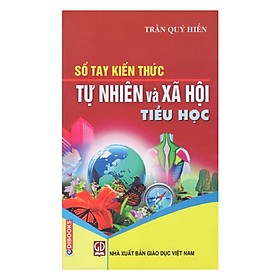 TRẦN QUÝ HIỂN
SỔ TAY KIẾN THỨC
TỰ NHIÊN và XÃ HỘI
TIỂU HỌC
EDIBOOKS
NHÀ XUẤT BẢN GIÁO DỤC VIỆT NAM